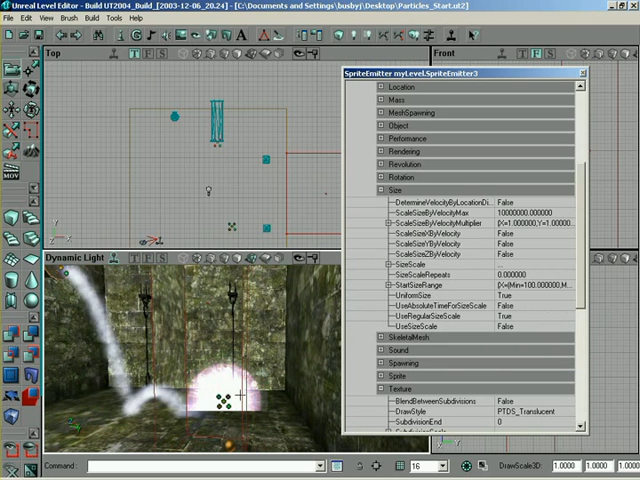 Unreal Level Editor - Build UT2004_Build_[2003-12-06_20.24] - [C:\Documents and Settings\busbyj\Desktop\Particles_Start.ut2]
File Edit View Brush Build Tools Help
Top
Front
SpriteEmitter myLevel.SpriteEmitter3
Location
Mass
MeshSpawning
Object
Performance
Rendering
Revolution
Rotation
Size
DetermineVelocityByLocationDi... False
ScaleSizeByVelocityMax 10000000.000000
ScaleSizeByVelocityMultiplier (X=1.000000,Y=1.00000...
ScaleSizeXByVelocity False
ScaleSizeYByVelocity False
ScaleSizeZByVelocity False
SizeScale ...
SizeScaleRepeats 0.000000
StartSizeRange (X=(Min=100.000000,M...
UniformSize True
UseAbsoluteTimeForSizeScale False
UseRegularSizeScale True
UseSizeScale False
SkeletalMesh
Sound
Spawning
Sprite
Texture
BlendBetweenSubdivisions False
DrawStyle PTDS_Translucent
SubdivisionEnd 0
Dynamic Light
MOV
Command: 16 DrawScale3D: 1.0000 1.0000 1.0000